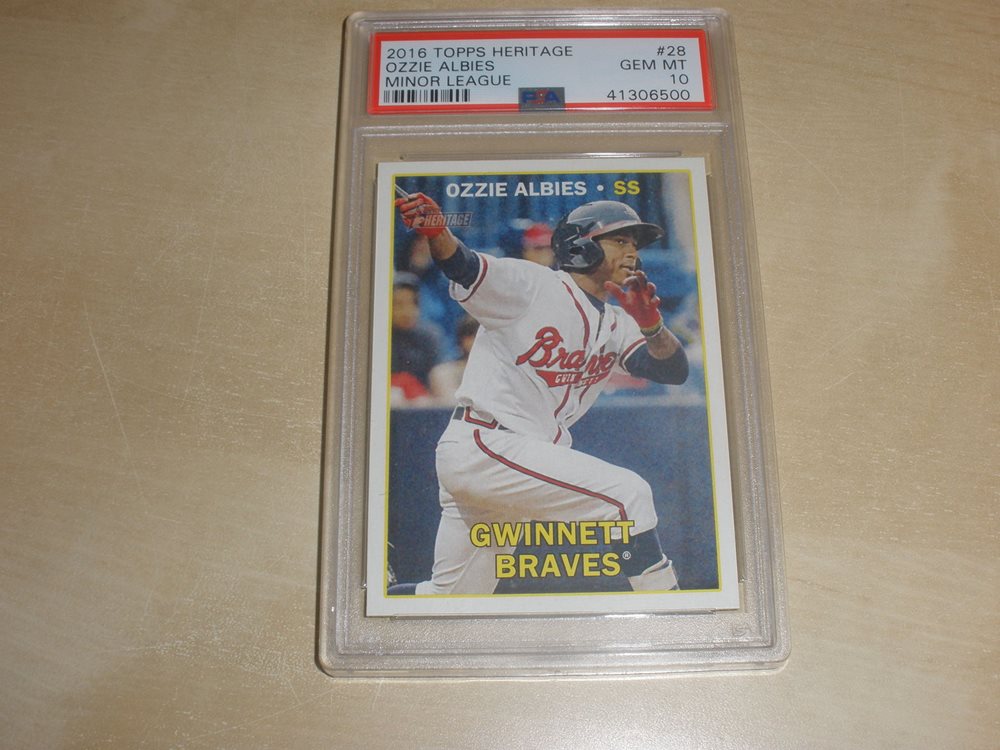 2016 TOPPS HERITAGE #28
OZZIE ALBIES GEM MT
MINOR LEAGUE 10
PSA 41306500
OZZIE ALBIES • SS
HERITAGE
Braves
GWINNETT
BRAVES®